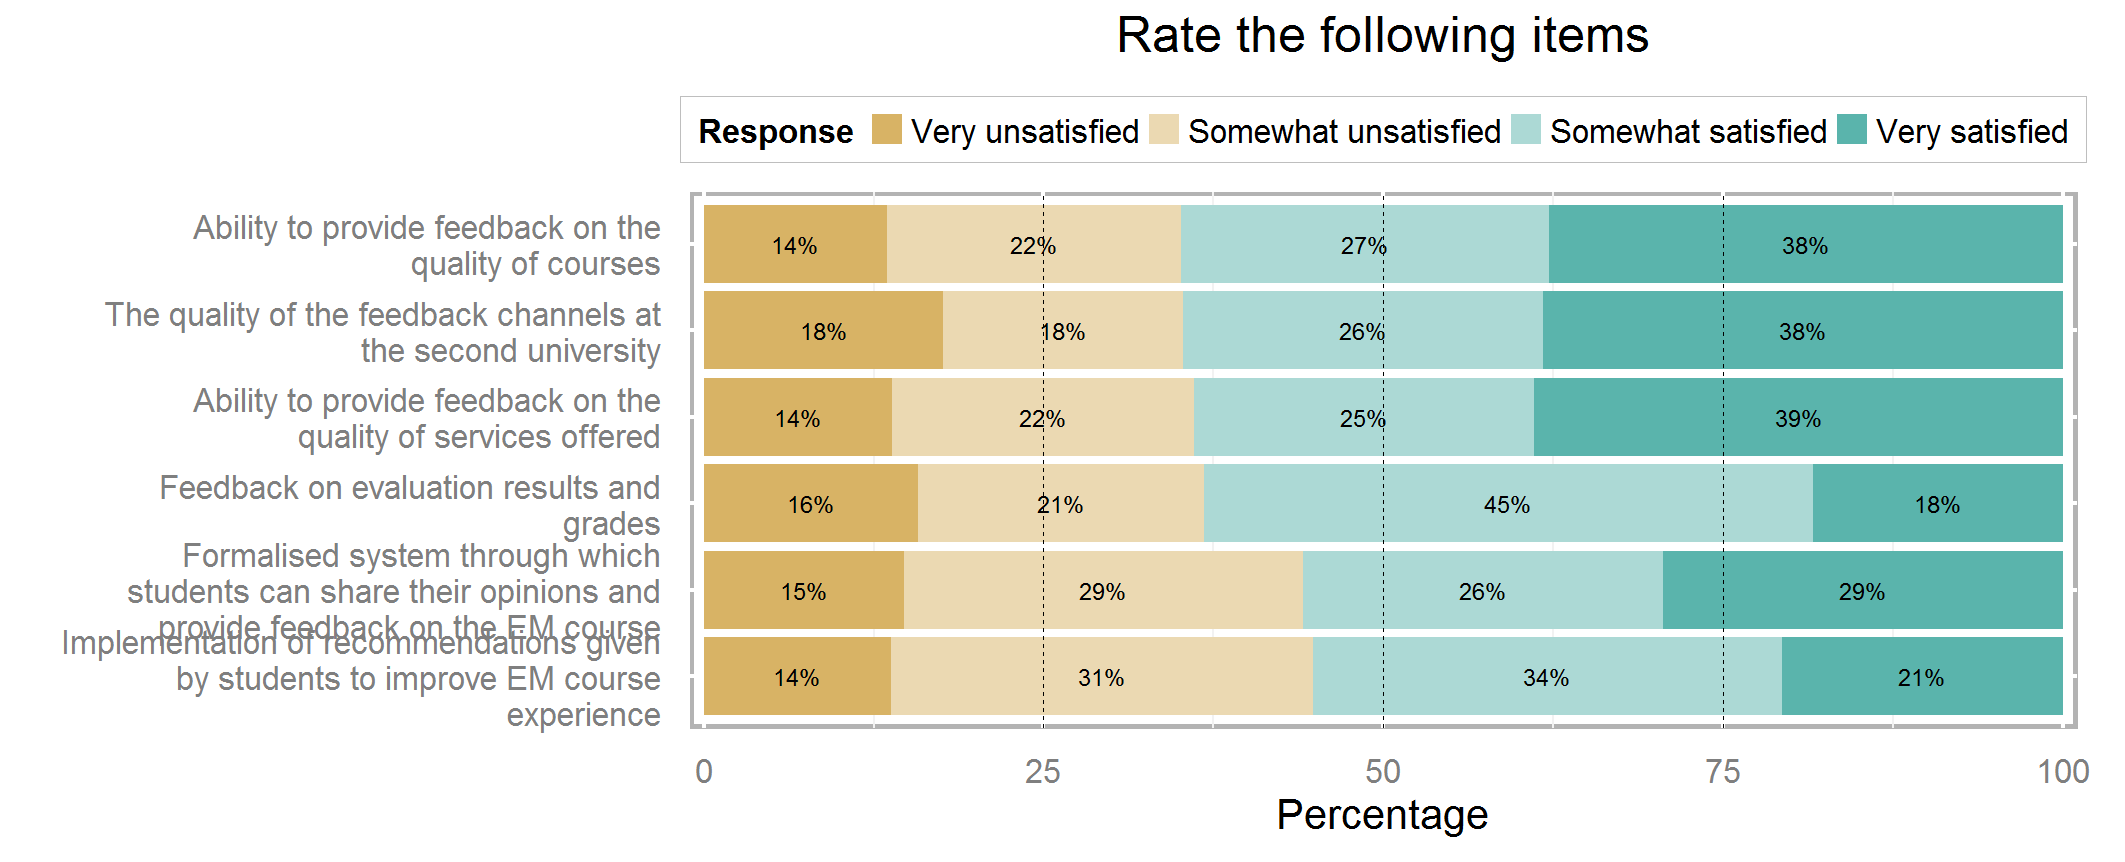 Rate the following items
Response Very unsatisfied Somewhat unsatisfied Somewhat satisfied Very satisfied
Ability to provide feedback on the
quality of courses
14% 22% 27% 38%
The quality of the feedback channels at
the second university
18% 18% 26% 38%
Ability to provide feedback on the
quality of services offered
14% 22% 25% 39%
Feedback on evaluation results and
grades
16% 21% 45% 18%
Formalised system through which
students can share their opinions and
provide feedback on the EM course
15% 29% 26% 29%
Implementation of recommendations given
by students to improve EM course
experience
14% 31% 34% 21%
0 25 50 75 100
Percentage